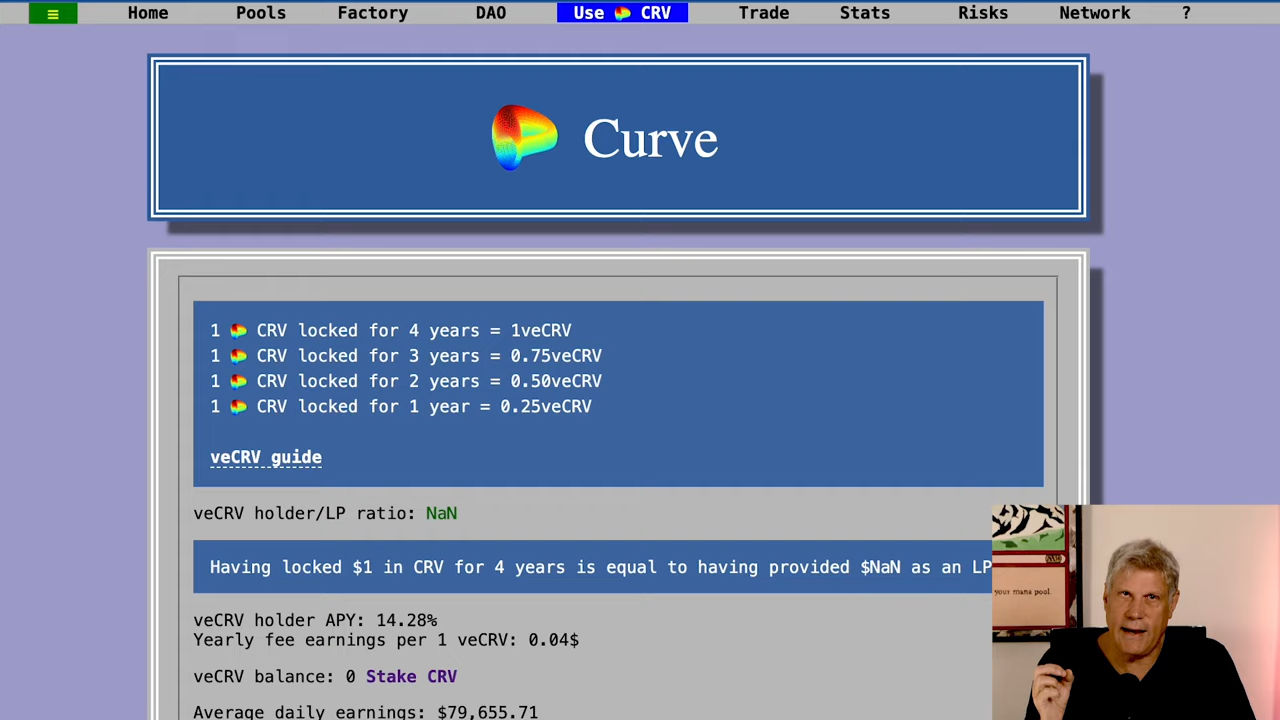 ≡ Home Pools Factory DAO Use CRV Trade Stats Risks Network ?
Curve
1 CRV locked for 4 years = 1veCRV
1 CRV locked for 3 years = 0.75veCRV
1 CRV locked for 2 years = 0.50veCRV
1 CRV locked for 1 year = 0.25veCRV
veCRV guide
veCRV holder/LP ratio: NaN
Having locked $1 in CRV for 4 years is equal to having provided $NaN as an LP
your mana pool.
veCRV holder APY: 14.28%
Yearly fee earnings per 1 veCRV: 0.04$
veCRV balance: 0 Stake CRV
Average daily earnings: $79,655.71